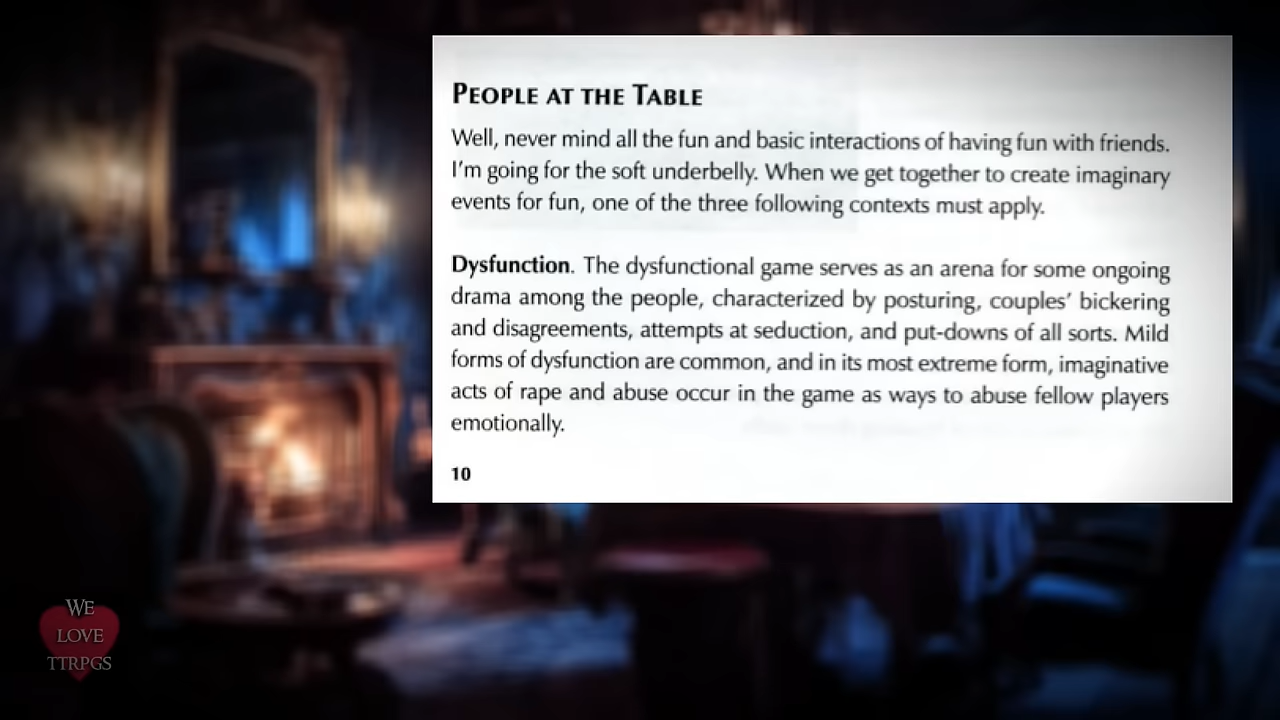 PEOPLE AT THE TABLE
Well, never mind all the fun and basic interactions of having fun with friends.
I'm going for the soft underbelly. When we get together to create imaginary
events for fun, one of the three following contexts must apply.
Dysfunction. The dysfunctional game serves as an arena for some ongoing
drama among the people, characterized by posturing, couples' bickering
and disagreements, attempts at seduction, and put-downs of all sorts. Mild
forms of dysfunction are common, and in its most extreme form, imaginative
acts of rape and abuse occur in the game as ways to abuse fellow players
emotionally.
10
WE
LOVE
TTRPGS